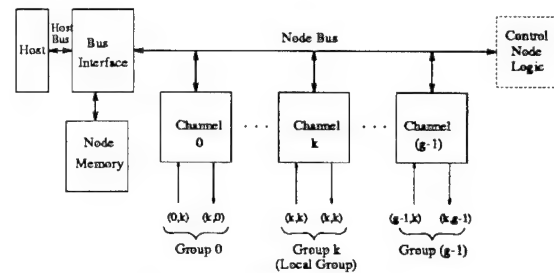 Host
Host
Bus
Bus
Interface
Node Bus
Control
Node
Logic
Node
Memory
Channel
0
. . .
Channel
k
. . .
Channel
(g-1)
(0,k) (k,0)
(k,k) (k,k)
(g-1,k) (k,g-1)
Group 0
Group k
(Local Group)
Group (g-1)